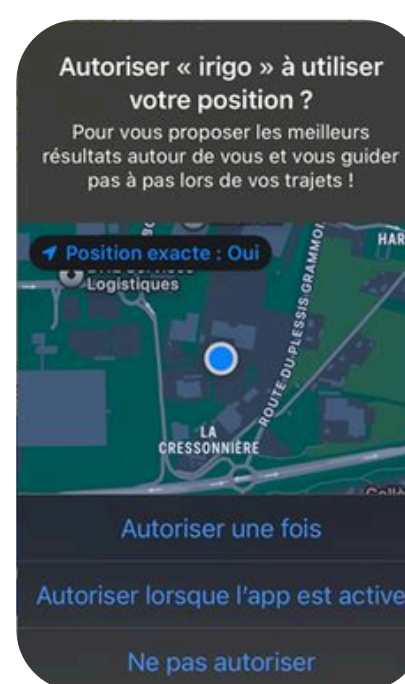 Autoriser « irigo » à utiliser
votre position ?
Pour vous proposer les meilleurs
résultats autour de vous et vous guider
pas à pas lors de vos trajets !
Position exacte : Oui
HAR
Logistiques
ROUTE DU PLESSIS GRAMMOI
LA
CRESSONNIÈRE
Autoriser une fois
Autoriser lorsque l'app est active
Ne pas autoriser